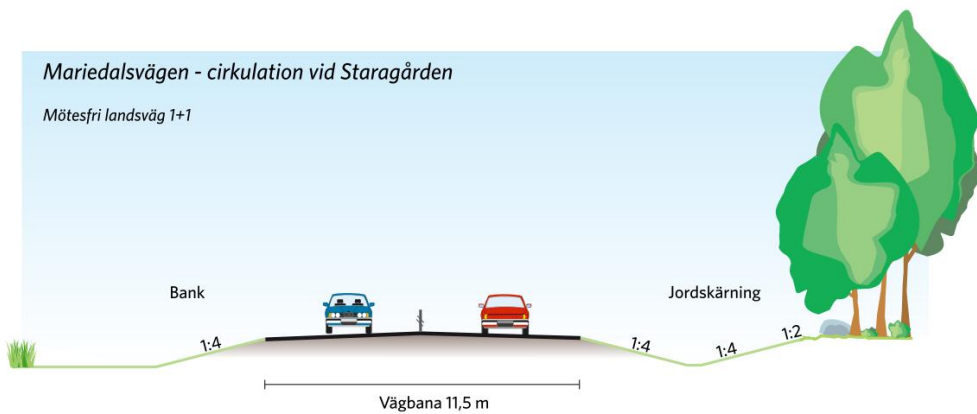 Mariedalsvägen - cirkulation vid Staragården
Mötesfri landsväg 1+1
Bank
Jordskärning
1:4
1:4
1:4
1:2
Vägbana 11,5 m